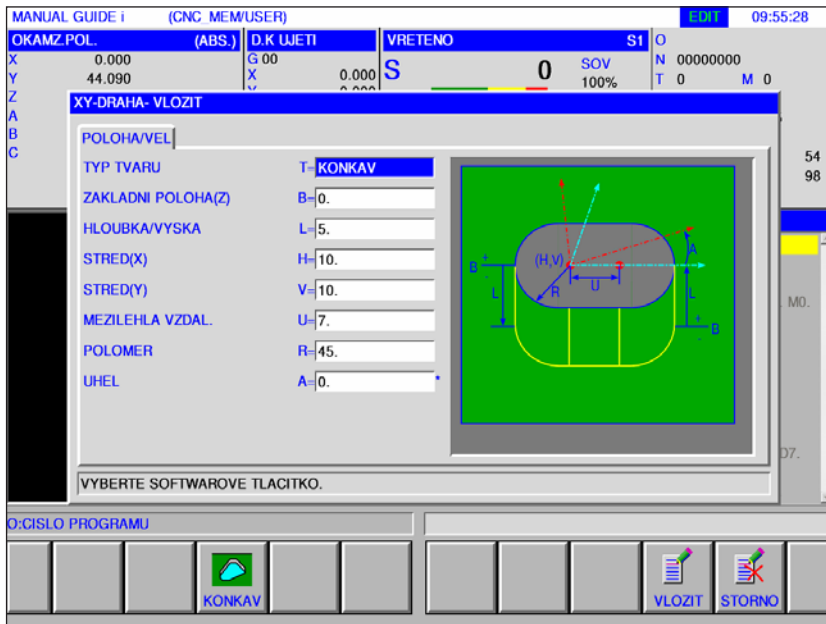 MANUAL GUIDE i (CNC_MEM/USER) EDIT 09:55:28
OKAMZ.POL. (ABS.) D.K UJETI VRETENO S1 O
X 0.000 G 00 N 00000000
Y 44.090 X 0.000 S 0 SOV T 0 M 0
100%
Z
A
B
C
54
98
XY-DRAHA- VLOZIT
POLOHA/VEL
TYP TVARU T=KONKAV
ZAKLADNI POLOHA(Z) B=0.
HLOUBKA/VYSKA L=5.
STRED(X) H=10.
STRED(Y) V=10.
MEZILEHLA VZDAL. U=7.
POLOMER R=45.
UHEL A=0. *
B + - (H,V) A
L R U L
+ - B
M0.
D7.
VYBERTE SOFTWAROVE TLACITKO.
O:CISLO PROGRAMU
KONKAV VLOZIT STORNO